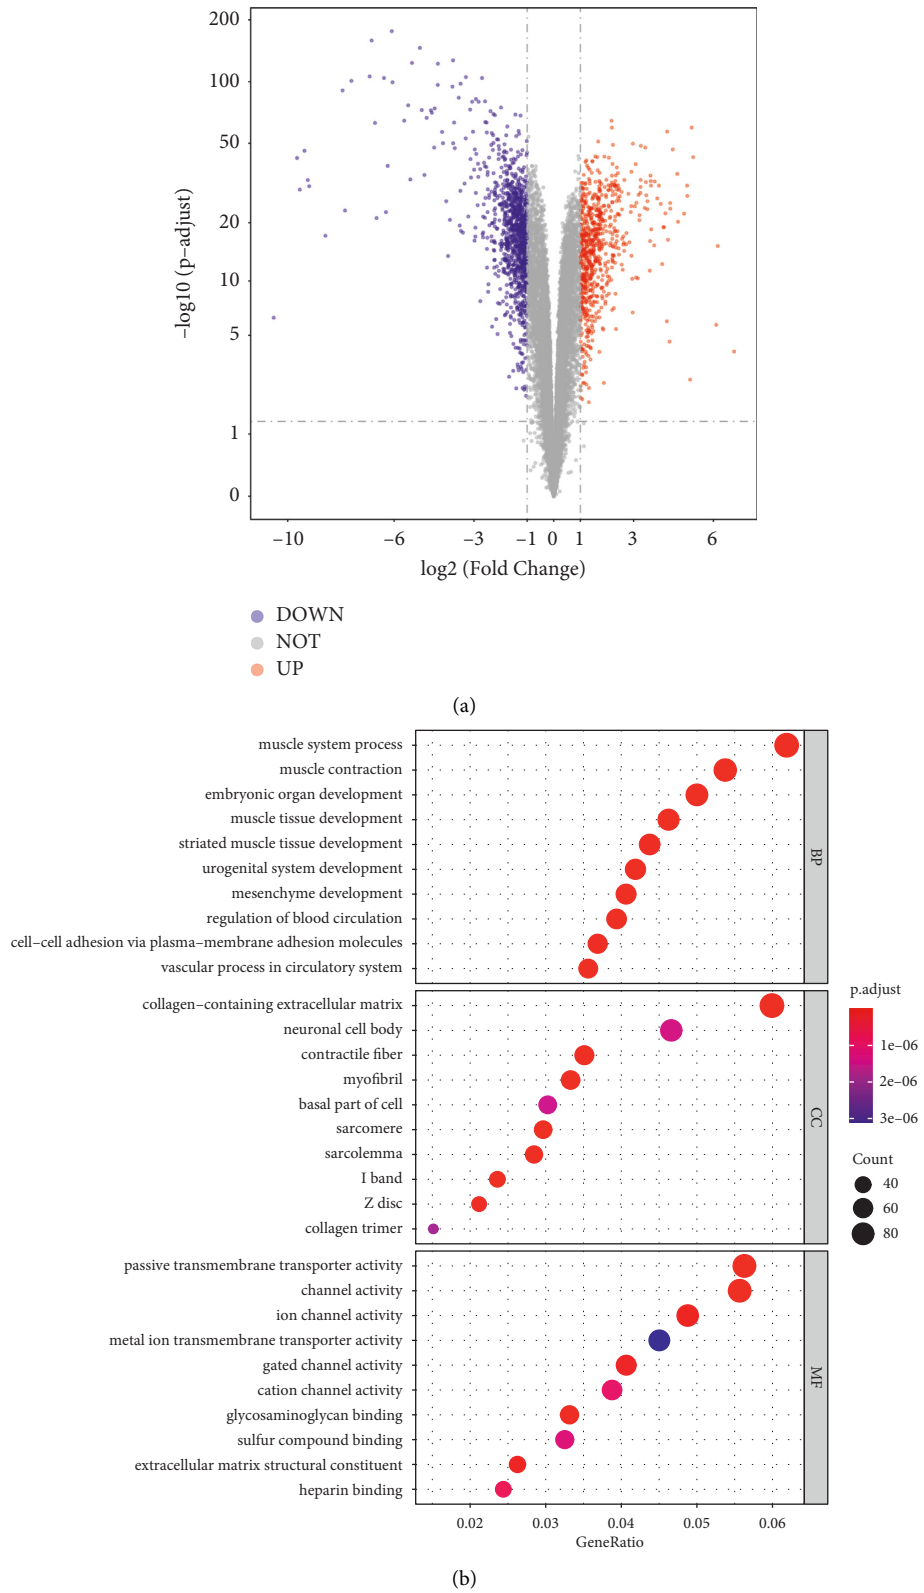 200
100
50
20
10
5
1
0
−log10 (p−adjust)
−10 −6 −3 −1 0 1 3 6
log2 (Fold Change)
DOWN
NOT
UP
(a)
muscle system process
muscle contraction
embryonic organ development
muscle tissue development
striated muscle tissue development
urogenital system development
mesenchyme development
regulation of blood circulation
cell−cell adhesion via plasma−membrane adhesion molecules
vascular process in circulatory system
BP
collagen−containing extracellular matrix
neuronal cell body
contractile fiber
myofibril
basal part of cell
sarcomere
sarcolemma
I band
Z disc
collagen trimer
CC
passive transmembrane transporter activity
channel activity
ion channel activity
metal ion transmembrane transporter activity
gated channel activity
cation channel activity
glycosaminoglycan binding
sulfur compound binding
extracellular matrix structural constituent
heparin binding
MF
0.02 0.03 0.04 0.05 0.06
GeneRatio
p.adjust
1e−06
2e−06
3e−06
Count
40
60
80
(b)